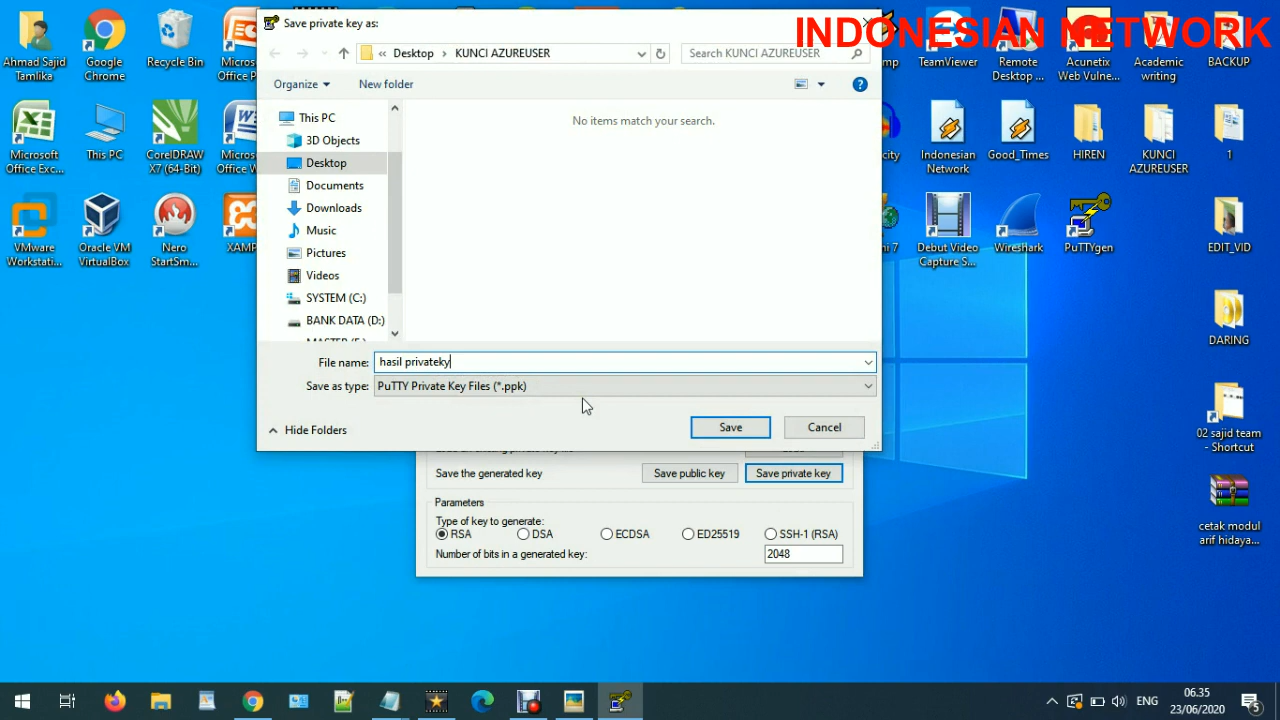 INDONESIAN NETWORK
Save private key as:
Desktop
KUNCI AZUREUSER
Search KUNCI AZUREUSER
Organize
New folder
This PC
3D Objects
Desktop
Documents
Downloads
Music
Pictures
Videos
SYSTEM (C:)
BANK DATA (D:)
No items match your search.
File name:
hasil privateky
Save as type:
PuTTY Private Key Files (*.ppk)
Hide Folders
Save
Cancel
Save the generated key
Save public key
Save private key
Parameters
Type of key to generate:
RSA
DSA
ECDSA
ED25519
SSH-1 (RSA)
Number of bits in a generated key:
2048
Ahmad Sajid
Tamlika
Google
Chrome
Recycle Bin
Microsoft
Office Exc...
This PC
CorelDRAW
X7 (64-Bit)
VMware
Workstati...
Oracle VM
VirtualBox
Nero
StartSm...
TeamViewer
Remote
Desktop ...
Acunetix
Web Vulne...
Academic
writing
BACKUP
Indonesian
Network
Good_Times
HIREN
KUNCI
AZUREUSER
1
Debut Video
Capture S...
Wireshark
PuTTYgen
EDIT_VID
DARING
02 sajid team
- Shortcut
cetak modul
arif hidaya...
ENG
06.35
23/06/2020
5